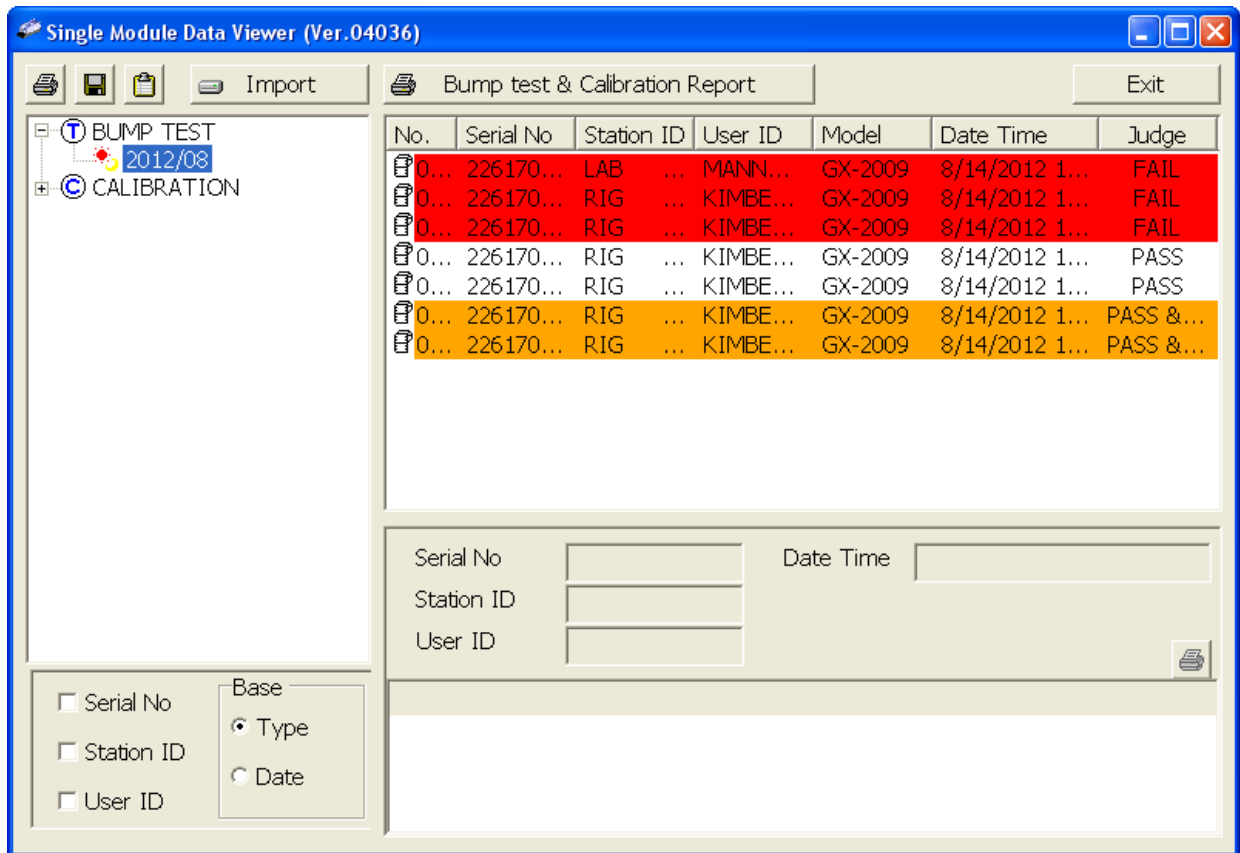 Single Module Data Viewer (Ver.04036)
Import
Bump test & Calibration Report
Exit
T BUMP TEST
2012/08
C CALIBRATION
No. Serial No Station ID User ID Model Date Time Judge
0... 226170... LAB ... MANN... GX-2009 8/14/2012 1... FAIL
0... 226170... RIG ... KIMBE... GX-2009 8/14/2012 1... FAIL
0... 226170... RIG ... KIMBE... GX-2009 8/14/2012 1... FAIL
0... 226170... RIG ... KIMBE... GX-2009 8/14/2012 1... PASS
0... 226170... RIG ... KIMBE... GX-2009 8/14/2012 1... PASS
0... 226170... RIG ... KIMBE... GX-2009 8/14/2012 1... PASS &...
0... 226170... RIG ... KIMBE... GX-2009 8/14/2012 1... PASS &...
Serial No
Date Time
Station ID
User ID
Serial No
Station ID
User ID
Base
Type
Date